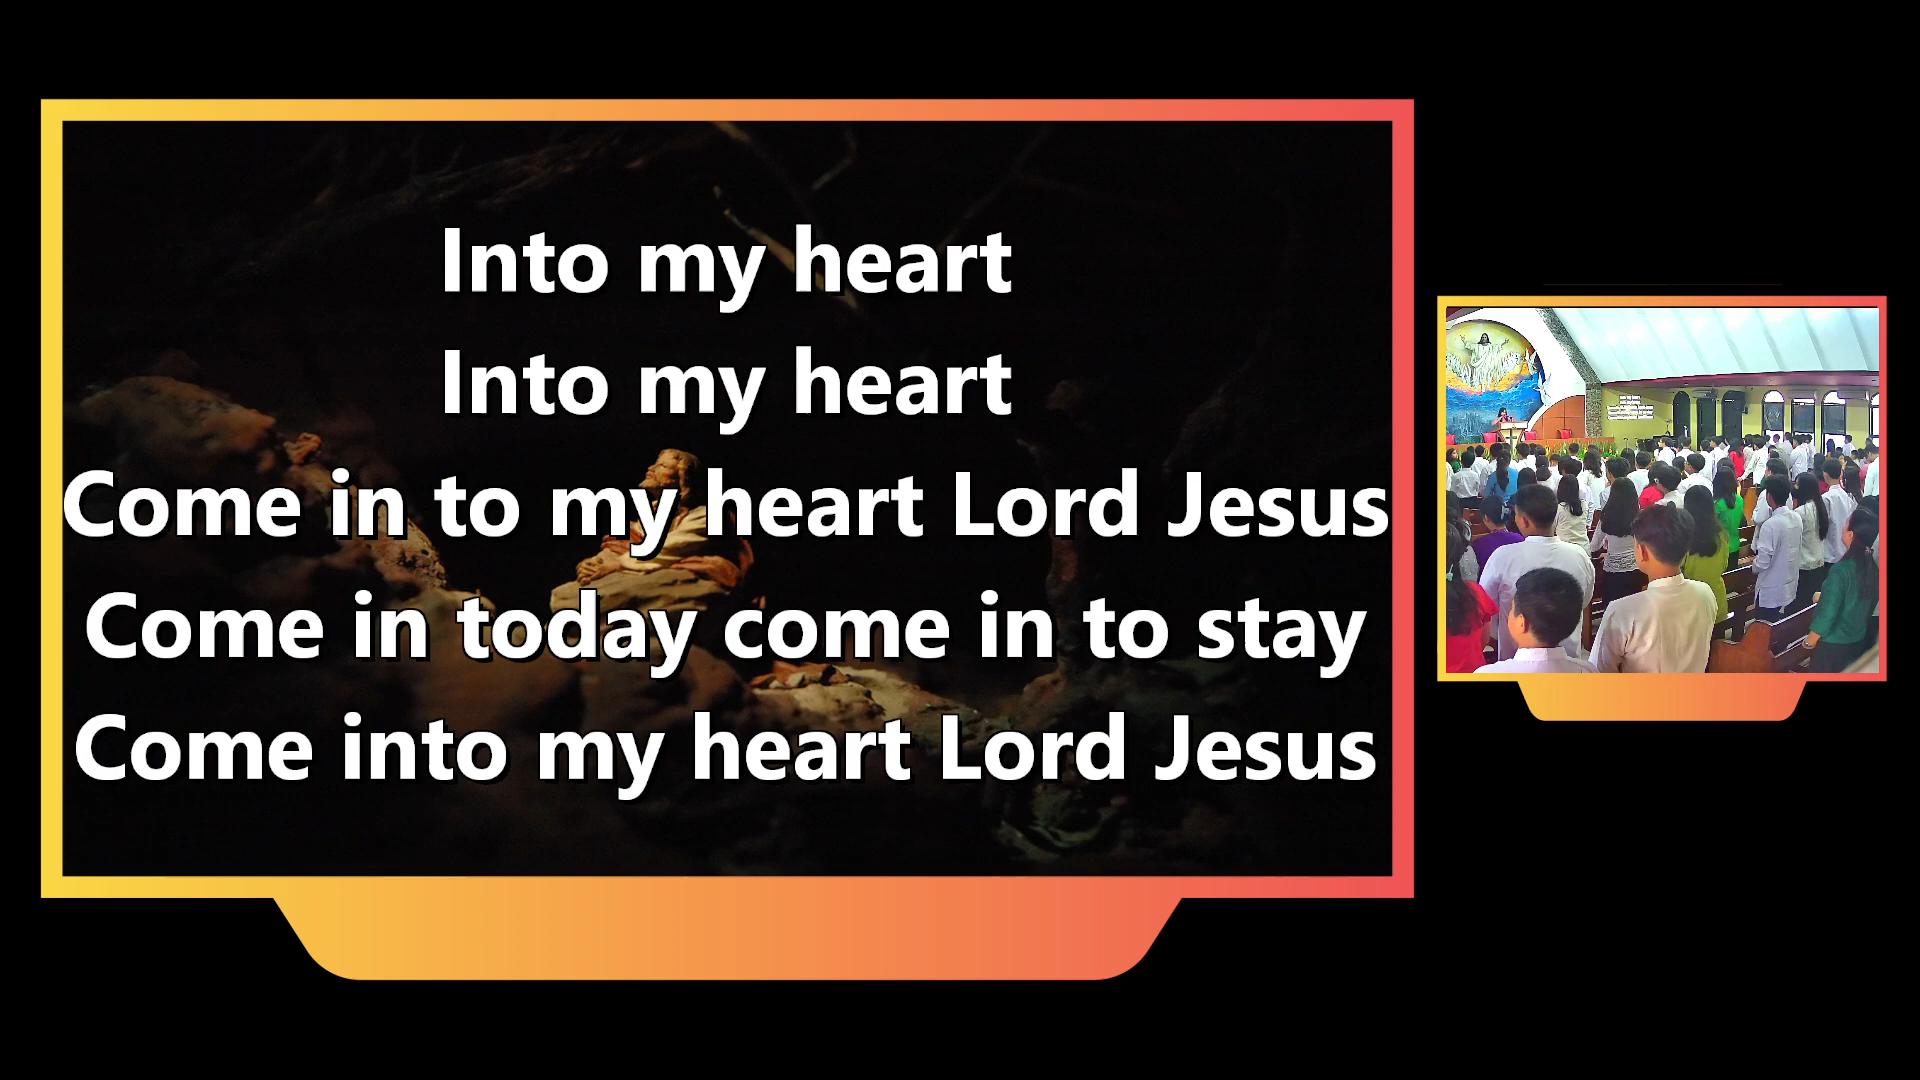 Into my heart
Into my heart
Come in to my heart Lord Jesus
Come in today come in to stay
Come into my heart Lord Jesus